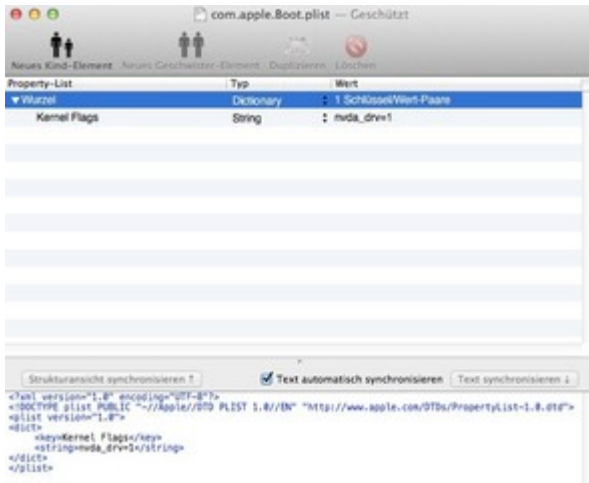 com.apple.Boot.plist — Geschützt
Neues Kind-Element Neues Geschwister-Element Duplizieren Löschen
Property-List Typ Wert
Wurzel Dictionary 1 Schlüssel/Wert-Paare
Kernel Flags String nvda_drv=1
Strukturansicht synchronisieren ↑ Text automatisch synchronisieren Text synchronisieren ↓
<?xml version="1.0" encoding="UTF-8"?>
<!DOCTYPE plist PUBLIC "-//Apple//DTD PLIST 1.0//EN" "http://www.apple.com/DTDs/PropertyList-1.0.dtd">
<plist version="1.0">
<dict>
<key>Kernel Flags</key>
<string>nvda_drv=1</string>
</dict>
</plist>